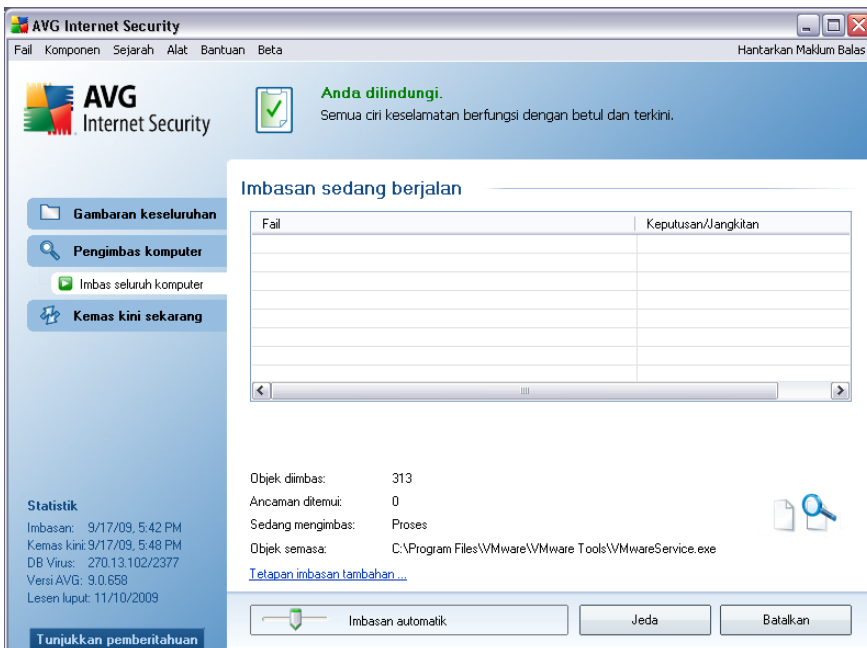 AVG Internet Security
Fail Komponen Sejarah Alat Bantuan Beta Hantarkan Maklum Balas
AVG
Internet Security
Anda dilindungi.
Semua ciri keselamatan berfungsi dengan betul dan terkini.
Gambaran keseluruhan
Pengimbas komputer
Imbas seluruh komputer
Kemas kini sekarang
Imbasan sedang berjalan
Fail Keputusan/Jangkitan
Objek diimbas: 313
Ancaman ditemui: 0
Sedang mengimbas: Proses
Objek semasa: C:\Program Files\VMware\VMware Tools\VMwareService.exe
Tetapan imbasan tambahan ...
Statistik
Imbasan: 9/17/09, 5:42 PM
Kemas kini: 9/17/09, 5:48 PM
DB Virus: 270.13.102/2377
Versi AVG: 9.0.658
Lesen luput: 11/10/2009
Tunjukkan pemberitahuan
Imbasan automatik
Jeda
Batalkan